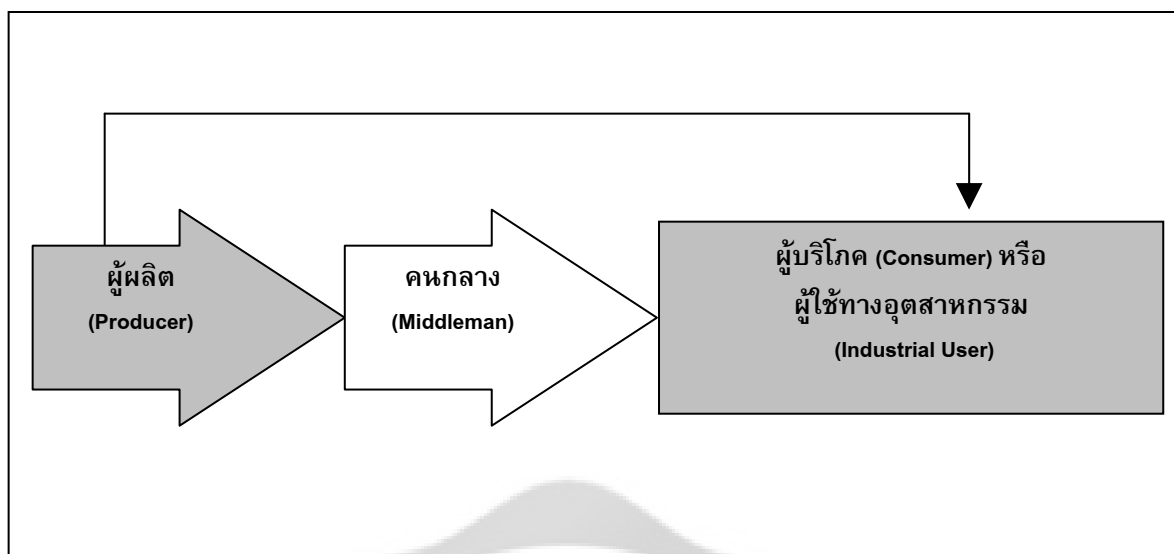 ผู้ผลิต
(Producer)
คนกลาง
(Middleman)
ผู้บริโภค (Consumer) หรือ
ผู้ใช้ทางอุตสาหกรรม
(Industrial User)